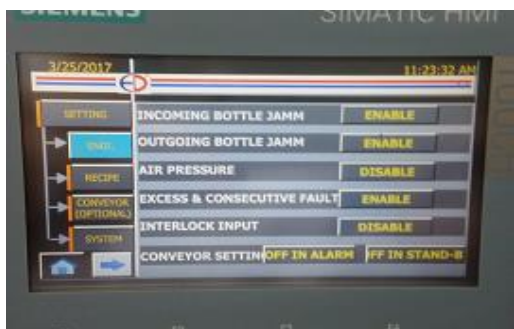 SIEMENS
SIMATIC HMI
3/25/2017
11:23:32 AM
SETTING
INCOMING BOTTLE JAMM
ENABLE
OUTGOING BOTTLE JAMM
ENABLE
RECIPE
AIR PRESSURE
DISABLE
CONVEYOR
(OPTIONAL)
EXCESS & CONSECUTIVE FAULT
ENABLE
SYSTEM
INTERLOCK INPUT
DISABLE
CONVEYOR SETTIN
OFF IN ALARM
FF IN STAND-B